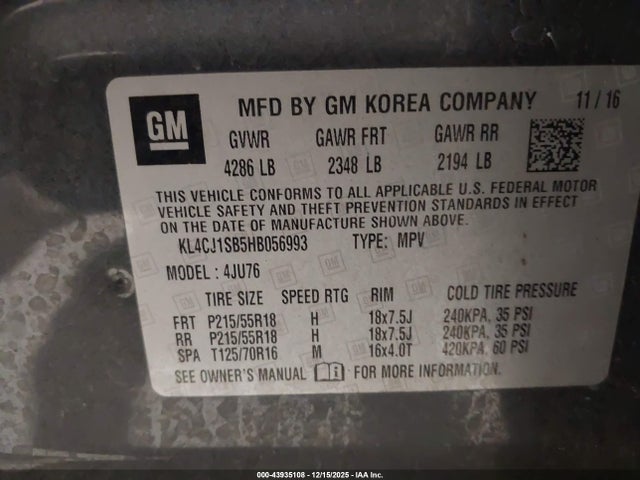 GM MFD BY GM KOREA COMPANY 11/16
GVWR GAWR FRT GAWR RR
4286 LB 2348 LB 2194 LB
THIS VEHICLE CONFORMS TO ALL APPLICABLE U.S. FEDERAL MOTOR
VEHICLE SAFETY AND THEFT PREVENTION STANDARDS IN EFFECT
ON THE DATE OF MANUFACTURE SHOWN ABOVE.
KL4CJ1SB5HB056993 TYPE: MPV
MODEL : 4JU76
TIRE SIZE SPEED RTG RIM COLD TIRE PRESSURE
FRT P215/55R18 H 18x7.5J 240KPA, 35 PSI
RR P215/55R18 H 18x7.5J 240KPA, 35 PSI
SPA T125/70R16 M 16x4.0T 420KPA, 60 PSI
SEE OWNER'S MANUAL FOR MORE INFORMATION.
000-43935108 - 12/15/2025 - IAA Inc.